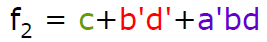 f₂ = c+b'd'+a'bd